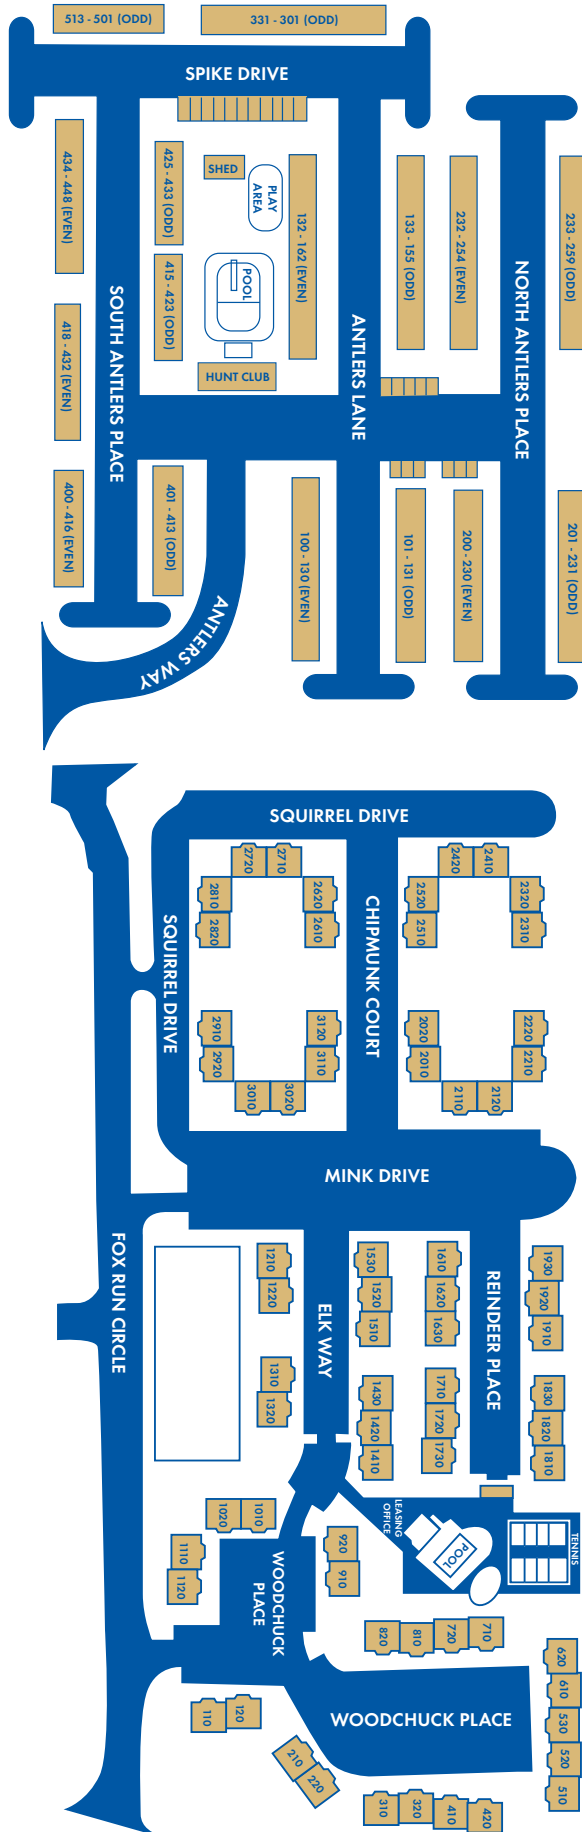 513 - 501 (ODD)
331 - 301 (ODD)
SPIKE DRIVE
434 - 448 (EVEN)
425 - 433 (ODD)
SHED
PLAY
AREA
132 - 162 (EVEN)
133 - 155 (ODD)
232 - 254 (EVEN)
233 - 259 (ODD)
415 - 423 (ODD)
POOL
SOUTH ANTLERS PLACE
ANTLERS LANE
NORTH ANTLERS PLACE
418 - 432 (EVEN)
HUNT CLUB
400 - 416 (EVEN)
401 - 413 (ODD)
100 - 130 (EVEN)
101 - 131 (ODD)
200 - 230 (EVEN)
201 - 231 (ODD)
ANTLERS WAY
SQUIRREL DRIVE
2720
2710
2420
2410
2810
2620
2520
2320
2820
2610
2510
2310
SQUIRREL DRIVE
CHIPMUNK COURT
2910
3120
2020
2220
2920
3110
2010
2210
3010
3020
2110
2120
MINK DRIVE
FOX RUN CIRCLE
1210
1220
ELK WAY
1530
1520
1510
1610
1620
1630
REINDEER PLACE
1930
1920
1910
1310
1320
1430
1420
1410
1710
1720
1730
1830
1820
1810
LEASING
OFFICE
POOL
TENNIS
1020
1010
1110
1120
WOODCHUCK
PLACE
920
910
820
810
720
710
620
610
530
520
510
WOODCHUCK PLACE
110
120
210
220
310
320
410
420